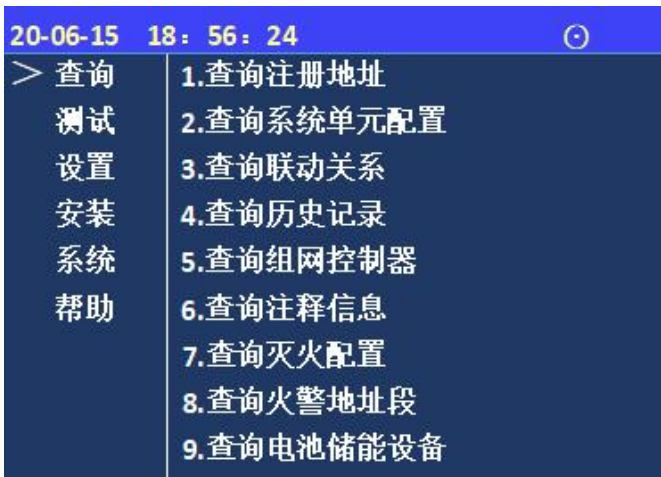 20-06-15 18：56：24
> 查询
测试
设置
安装
系统
帮助
1.查询注册地址
2.查询系统单元配置
3.查询联动关系
4.查询历史记录
5.查询组网控制器
6.查询注释信息
7.查询灭火配置
8.查询火警地址段
9.查询电池储能设备